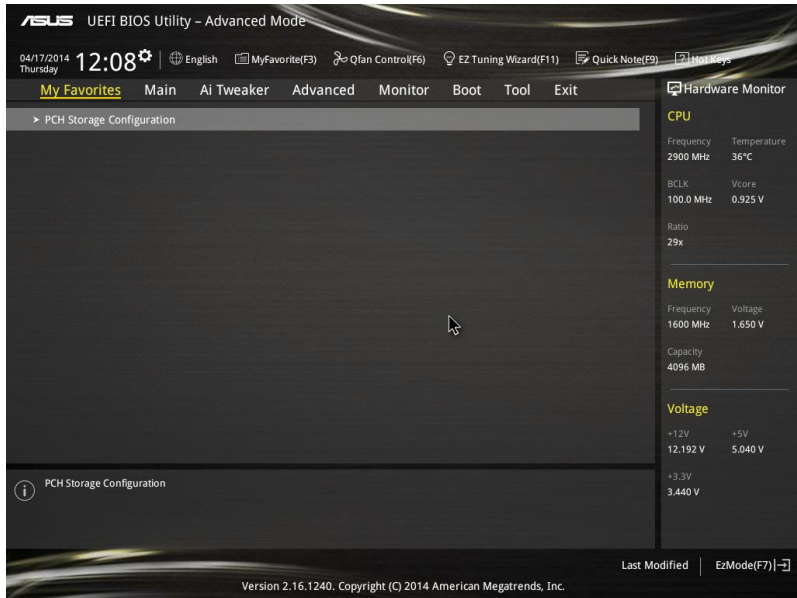 ASUS UEFI BIOS Utility – Advanced Mode
04/17/2014
Thursday
12:08
English
MyFavorite(F3)
Qfan Control(F6)
EZ Tuning Wizard(F11)
Quick Note(F9)
? Hot Keys
My Favorites
Main
Ai Tweaker
Advanced
Monitor
Boot
Tool
Exit
> PCH Storage Configuration
PCH Storage Configuration
Hardware Monitor
CPU
Frequency Temperature
2900 MHz 36°C
BCLK Vcore
100.0 MHz 0.925 V
Ratio
29x
Memory
Frequency Voltage
1600 MHz 1.650 V
Capacity
4096 MB
Voltage
+12V +5V
12.192 V 5.040 V
+3.3V
3.440 V
Last Modified
EzMode(F7)
Version 2.16.1240. Copyright (C) 2014 American Megatrends, Inc.